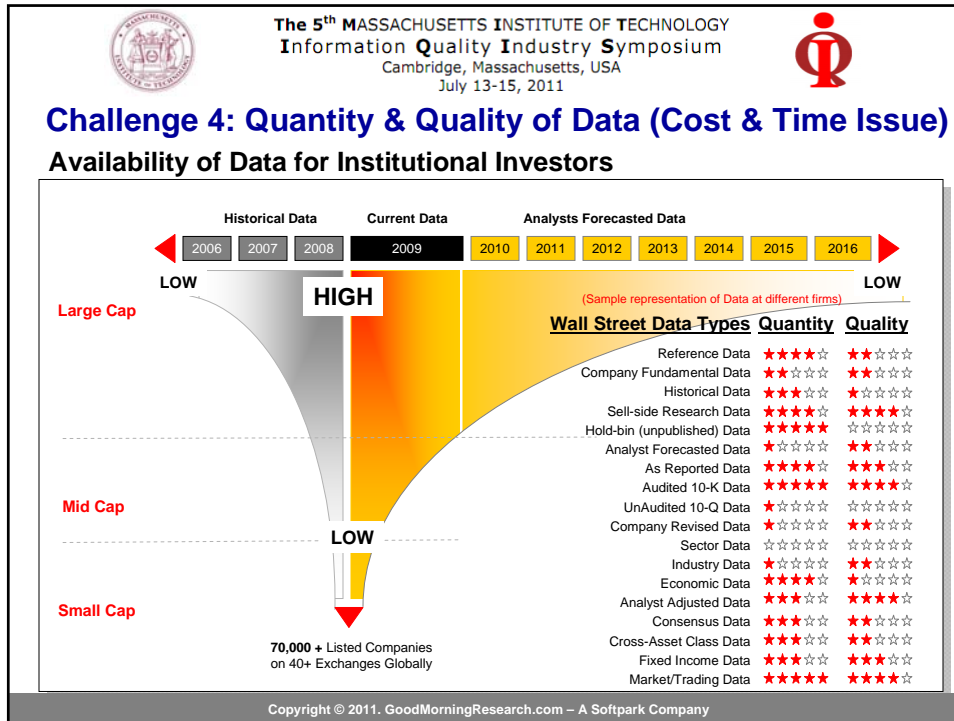 The 5th MASSACHUSETTS INSTITUTE OF TECHNOLOGY
Information Quality Industry Symposium
Cambridge, Massachusetts, USA
July 13-15, 2011
Challenge 4: Quantity & Quality of Data (Cost & Time Issue)
Availability of Data for Institutional Investors
Historical Data Current Data Analysts Forecasted Data
2006 2007 2008 2009 2010 2011 2012 2013 2014 2015 2016
LOW HIGH LOW
Large Cap
(Sample representation of Data at different firms)
Wall Street Data Types Quantity Quality
Reference Data ★★★★☆ ★★☆☆☆
Company Fundamental Data ★★☆☆☆ ★★☆☆☆
Historical Data ★★★☆☆ ★☆☆☆☆
Sell-side Research Data ★★★★☆ ★★★★☆
Hold-bin (unpublished) Data ★★★★★ ☆☆☆☆☆
Analyst Forecasted Data ★☆☆☆☆ ★★☆☆☆
As Reported Data ★★★★☆ ★★★☆☆
Audited 10-K Data ★★★★★ ★★★★☆
Mid Cap
UnAudited 10-Q Data ★☆☆☆☆ ☆☆☆☆☆
Company Revised Data ★☆☆☆☆ ★★☆☆☆
LOW
Sector Data ☆☆☆☆☆ ☆☆☆☆☆
Industry Data ★☆☆☆☆ ★★☆☆☆
Economic Data ★★★★☆ ★☆☆☆☆
Analyst Adjusted Data ★★★☆☆ ★★★★☆
Small Cap
Consensus Data ★★★☆☆ ★★☆☆☆
Cross-Asset Class Data ★★★☆☆ ★★☆☆☆
Fixed Income Data ★★★☆☆ ★★★☆☆
Market/Trading Data ★★★★★ ★★★★☆
70,000 + Listed Companies
on 40+ Exchanges Globally
Copyright © 2011. GoodMorningResearch.com – A Softpark Company